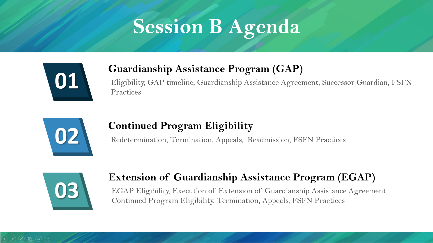 Session B Agenda
01
Guardianship Assistance Program (GAP)
Eligibility, GAP timeline, Guardianship Assistance Agreement, Successor Guardian, FSFN
Practices
02
Continued Program Eligibility
Redetermination, Termination, Appeals, Readmission, FSFN Practices
03
Extension of Guardianship Assistance Program (EGAP)
EGAP Eligibility, Execution of Extension of Guardianship Assistance Agreement,
Continued Program Eligibility, Termination, Appeals, FSFN Practices